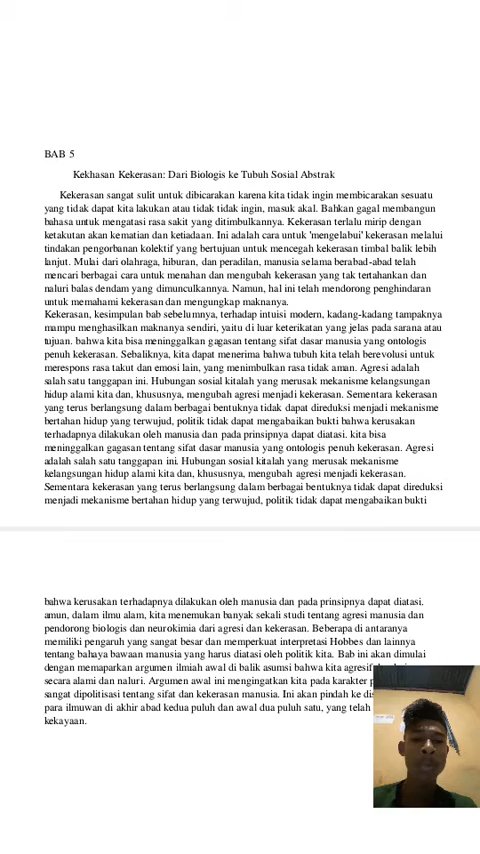 BAB 5
Kekhasan Kekerasan: Dari Biologis ke Tubuh Sosial Abstrak
Kekerasan sangat sulit untuk dibicarakan karena kita tidak ingin membicarakan sesuatu
yang tidak dapat kita lakukan atau tidak tidak ingin, masuk akal. Bahkan gagal membangun
bahasa untuk mengatasi rasa sakit yang ditimbulkannya. Kekerasan terlalu mirip dengan
ketakutan akan kematian dan ketiadaan. Ini adalah cara untuk 'mengelabui' kekerasan melalui
tindakan pengorbanan kolektif yang bertujuan untuk mencegah kekerasan timbal balik lebih
lanjut. Mulai dari olahraga, hiburan, dan peradilan, manusia selama berabad-abad telah
mencari berbagai cara untuk menahan dan mengubah kekerasan yang tak tertahankan dan
naluri balas dendam yang dimunculkannya. Namun, hal ini telah mendorong penghindaran
untuk memahami kekerasan dan mengungkap maknanya.
Kekerasan, kesimpulan bab sebelumnya, terhadap intuisi modern, kadang-kadang tampaknya
mampu menghasilkan maknanya sendiri, yaitu di luar keterikatan yang jelas pada sarana atau
tujuan. bahwa kita bisa meninggalkan gagasan tentang sifat dasar manusia yang ontologis
penuh kekerasan. Sebaliknya, kita dapat menerima bahwa tubuh kita telah berevolusi untuk
merespons rasa takut dan emosi lain, yang menimbulkan rasa tidak aman. Agresi adalah
salah satu tanggapan ini. Hubungan sosial kitalah yang merusak mekanisme kelangsungan
hidup alami kita dan, khususnya, mengubah agresi menjadi kekerasan. Sementara kekerasan
yang terus berlangsung dalam berbagai bentuknya tidak dapat direduksi menjadi mekanisme
bertahan hidup yang terwujud, politik tidak dapat mengabaikan bukti bahwa kerusakan
terhadapnya dilakukan oleh manusia dan pada prinsipnya dapat diatasi. kita bisa
meninggalkan gagasan tentang sifat dasar manusia yang ontologis penuh kekerasan. Agresi
adalah salah satu tanggapan ini. Hubungan sosial kitalah yang merusak mekanisme
kelangsungan hidup alami kita dan, khususnya, mengubah agresi menjadi kekerasan.
Sementara kekerasan yang terus berlangsung dalam berbagai bentuknya tidak dapat direduksi
menjadi mekanisme bertahan hidup yang terwujud, politik tidak dapat mengabaikan bukti
bahwa kerusakan terhadapnya dilakukan oleh manusia dan pada prinsipnya dapat diatasi.
amun, dalam ilmu alam, kita menemukan banyak sekali studi tentang agresi manusia dan
pendorong biologis dan neurokimia dari agresi dan kekerasan. Beberapa di antaranya
memiliki pengaruh yang sangat besar dan memperkuat interpretasi Hobbes dan lainnya
tentang bahaya bawaan manusia yang harus diatasi oleh politik kita. Bab ini akan dimulai
dengan memaparkan argumen ilmiah awal di balik asumsi bahwa kita agresif
secara alami dan naluri. Argumen awal ini mengingatkan kita pada karakter
sangat dipolitisasi tentang sifat dan kekerasan manusia. Ini akan pindah ke
para ilmuwan di akhir abad kedua puluh dan awal dua puluh satu, yang telah
kekayaan.